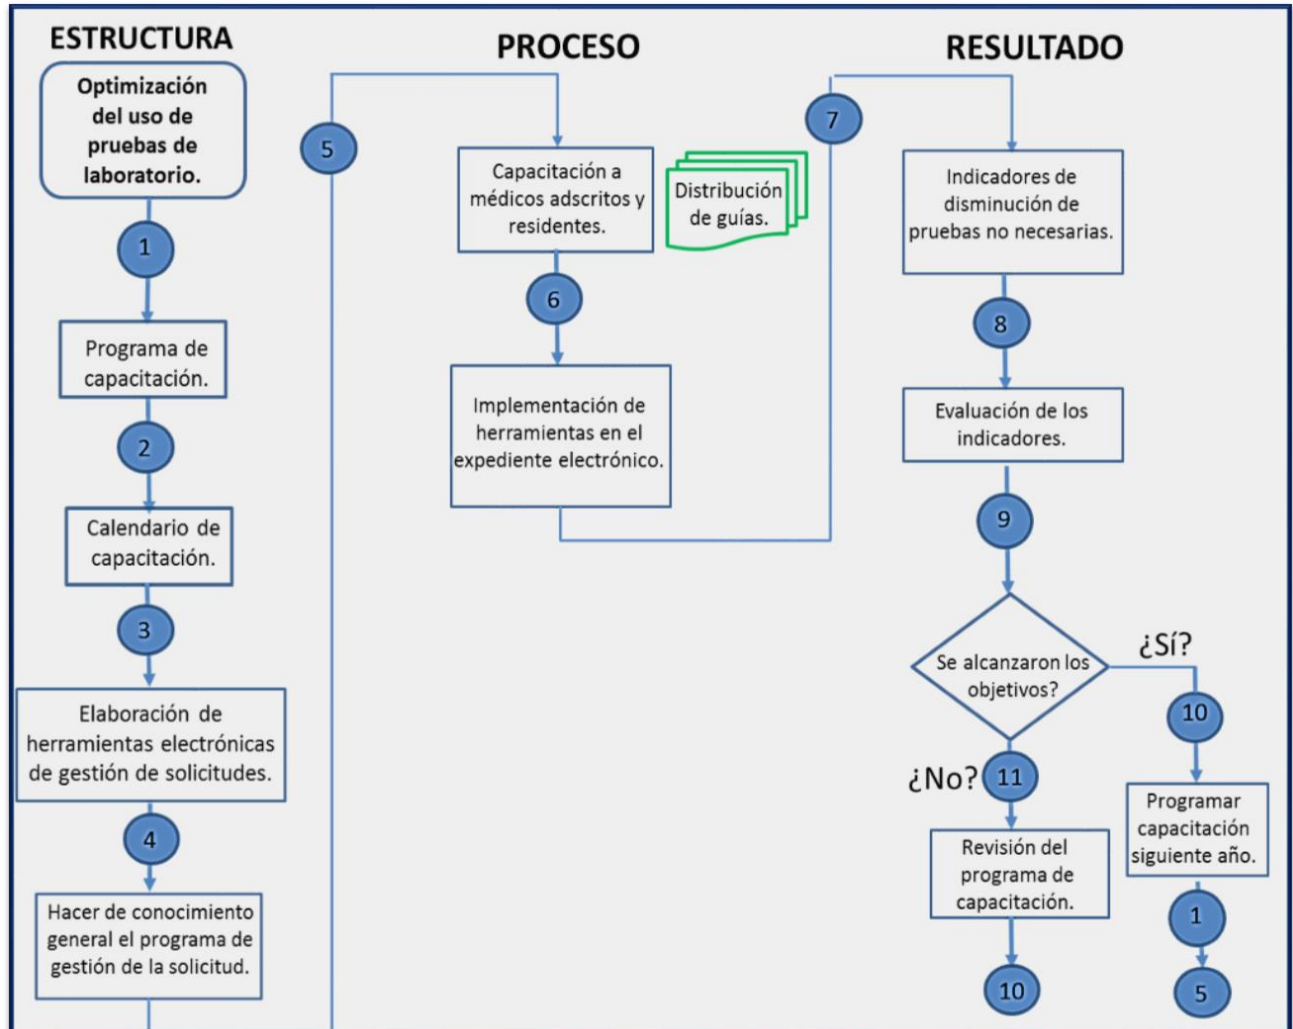 ESTRUCTURA
Optimización
del uso de
pruebas de
laboratorio.
1
Programa de
capacitación.
2
Calendario de
capacitación.
3
Elaboración de
herramientas electrónicas
de gestión de solicitudes.
4
Hacer de conocimiento
general el programa de
gestión de la solicitud.
5
PROCESO
Capacitación a
médicos adscritos y
residentes.
Distribución
de guías.
6
Implementación de
herramientas en el
expediente electrónico.
7
RESULTADO
Indicadores de
disminución de
pruebas no necesarias.
8
Evaluación de los
indicadores.
9
Se alcanzaron los
objetivos?
¿Sí?
10
Programar
capacitación
siguiente año.
1
5
¿No?
11
Revisión del
programa de
capacitación.
10